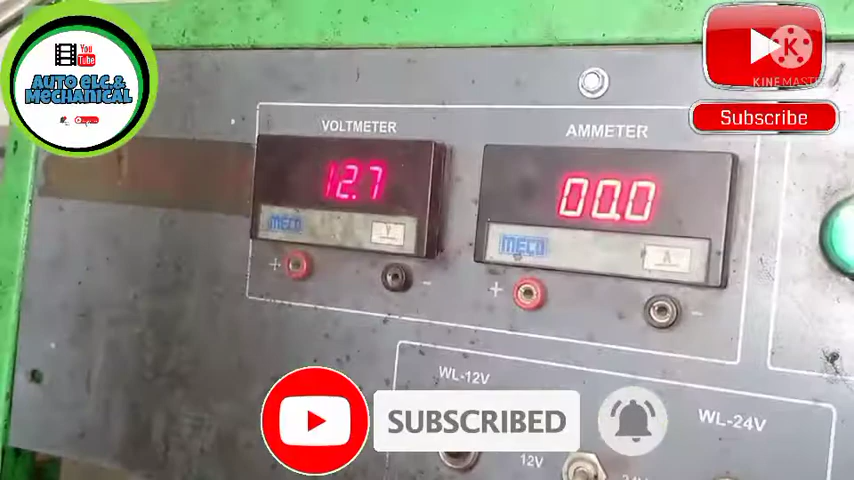 You
Tube
AUTO ELC.&
MECHANICAL
KINEMASTER
Subscribe
VOLTMETER
AMMETER
12.7
00.0
MECO
V
MECO
A
+
-
+
-
WL-12V
SUBSCRIBED
WL-24V
12V
24V